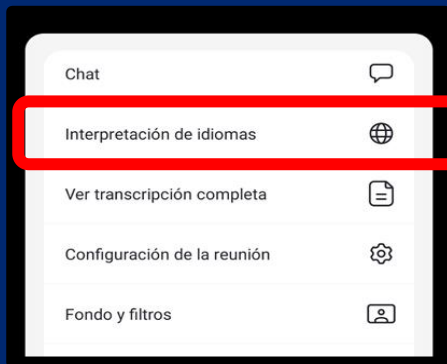 Chat
Interpretación de idiomas
Ver transcripción completa
Configuración de la reunión
Fondo y filtros